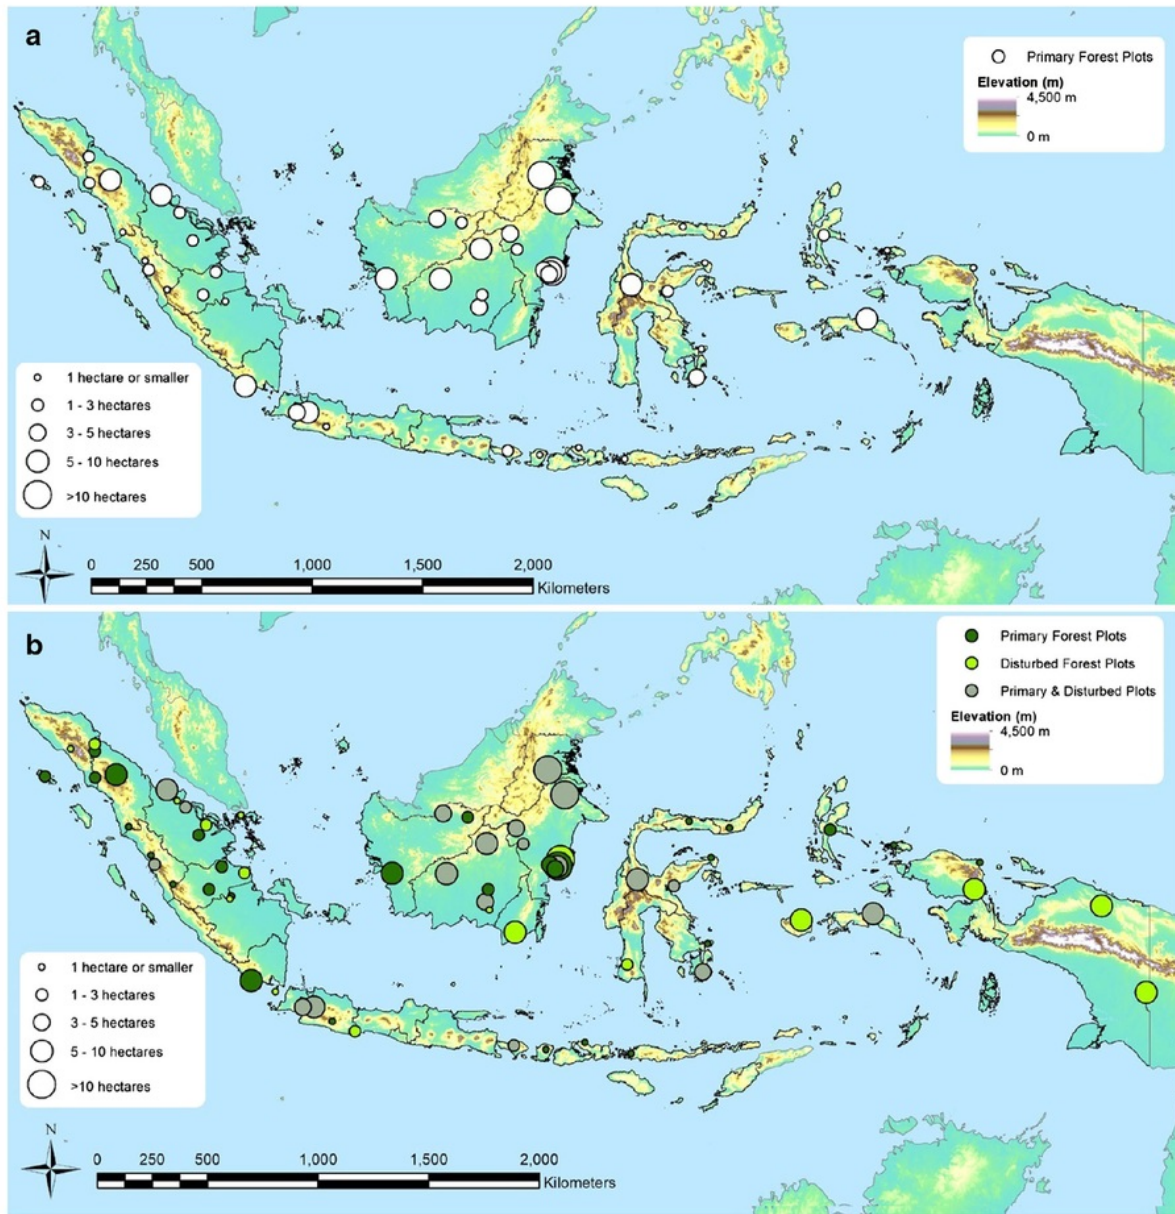 a
Primary Forest Plots
Elevation (m)
4,500 m
0 m
1 hectare or smaller
1 - 3 hectares
3 - 5 hectares
5 - 10 hectares
>10 hectares
N
0 250 500 1,000 1,500 2,000
Kilometers
b
Primary Forest Plots
Disturbed Forest Plots
Primary & Disturbed Plots
Elevation (m)
4,500 m
0 m
1 hectare or smaller
1 - 3 hectares
3 - 5 hectares
5 - 10 hectares
>10 hectares
N
0 250 500 1,000 1,500 2,000
Kilometers